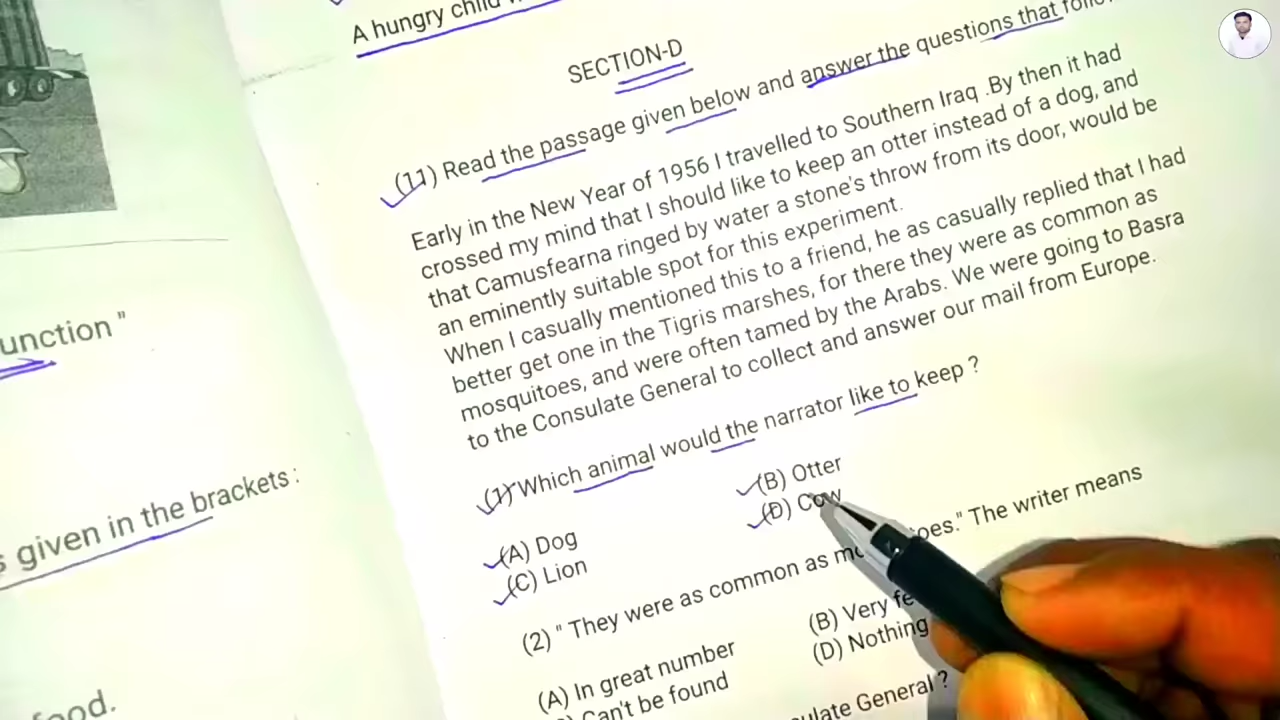 unction "
s given in the brackets :
food.
A hungry child
SECTION-D
(11) Read the passage given below and answer the questions that
Early in the New Year of 1956 I travelled to Southern Iraq .By then it had
crossed my mind that I should like to keep an otter instead of a dog, and
that Camusfearna ringed by water a stone's throw from its door, would be
an eminently suitable spot for this experiment.
When I casually mentioned this to a friend, he as casually replied that I had
better get one in the Tigris marshes, for there they were as common as
mosquitoes, and were often tamed by the Arabs. We were going to Basra
to the Consulate General to collect and answer our mail from Europe.
(1) Which animal would the narrator like to keep ?
(A) Dog
(B) Otter
(C) Lion
(D) Cow
(2) " They were as common as toes." The writer means
(A) In great number
(B) Very
Can't be found
(D) Nothing
ulate General ?